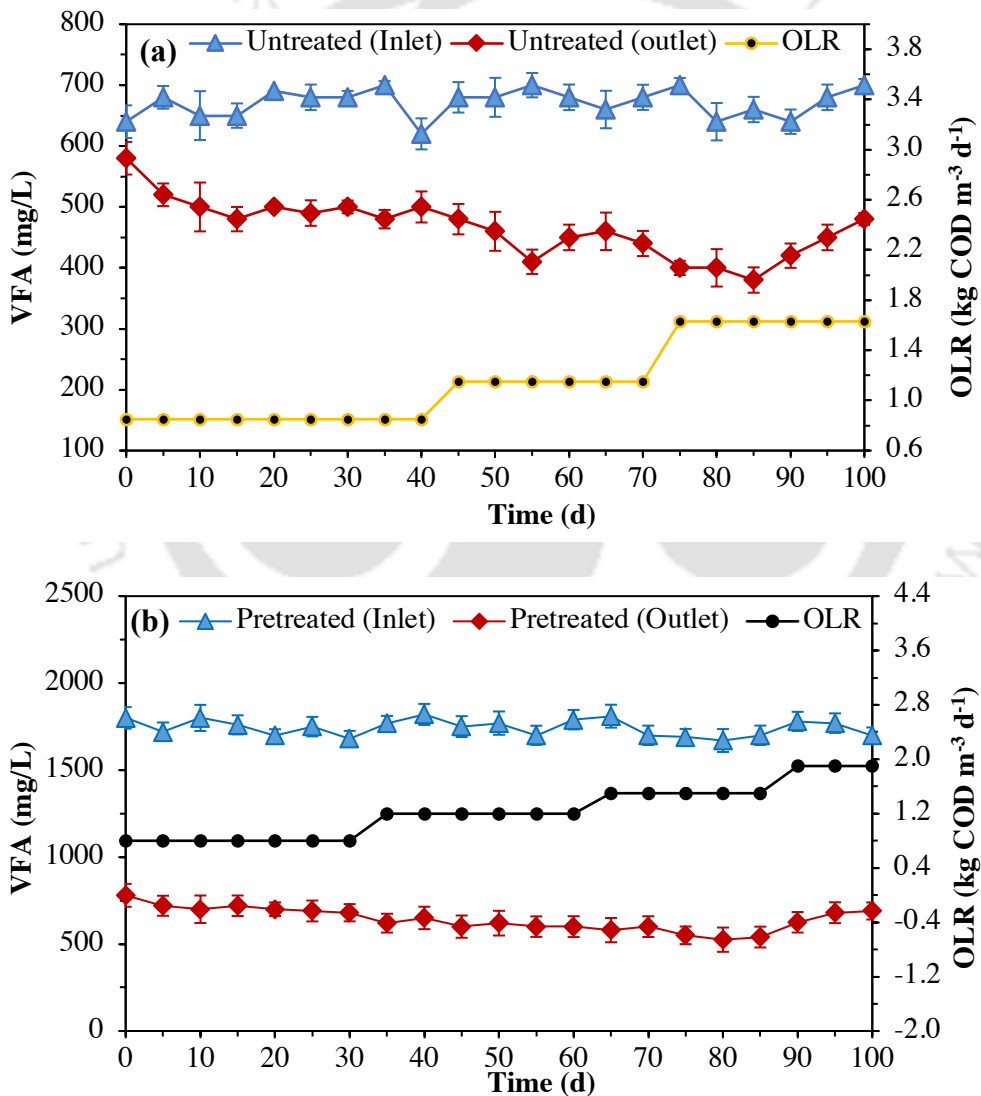 (a)
Untreated (Inlet) Untreated (outlet) OLR
VFA (mg/L)
800
700
600
500
400
300
200
100
3.8
3.4
3.0
2.6
2.2
1.8
1.4
1.0
0.6
OLR (kg COD m⁻³ d⁻¹)
0 10 20 30 40 50 60 70 80 90 100
Time (d)
(b)
Pretreated (Inlet) Pretreated (Outlet) OLR
VFA (mg/L)
2500
2000
1500
1000
500
0
4.4
3.6
2.8
2.0
1.2
0.4
-0.4
-1.2
-2.0
OLR (kg COD m⁻³ d⁻¹)
0 10 20 30 40 50 60 70 80 90 100
Time (d)